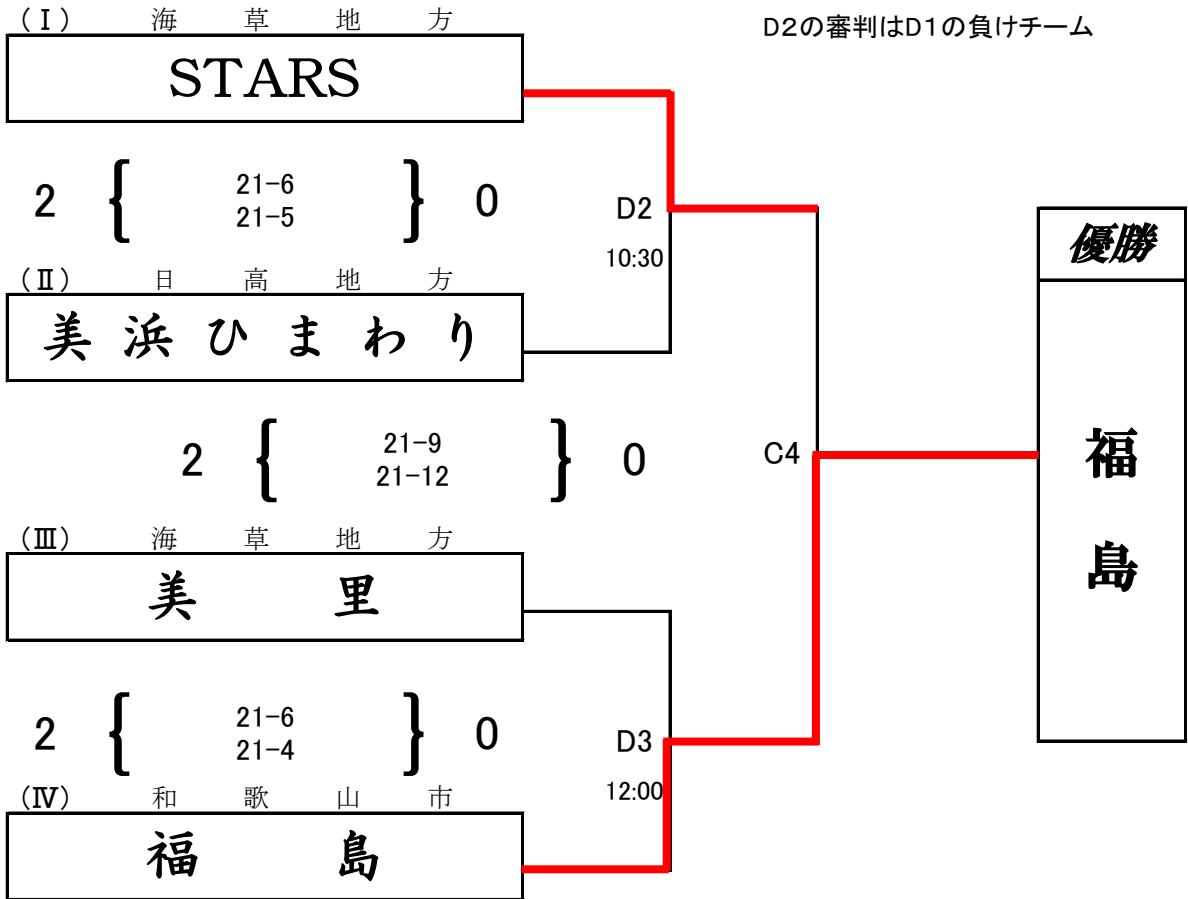 (Ⅰ) 海草地方
D2の審判はD1の負けチーム
STARS
2 { 21-6 } 0
21-5
D2
10:30
優勝
(Ⅱ) 日高地方
美浜ひまわり
2 { 21-9 } 0
21-12
C4
福島
(Ⅲ) 海草地方
美里
2 { 21-6 } 0
21-4
D3
12:00
(Ⅳ) 和歌山市
福島